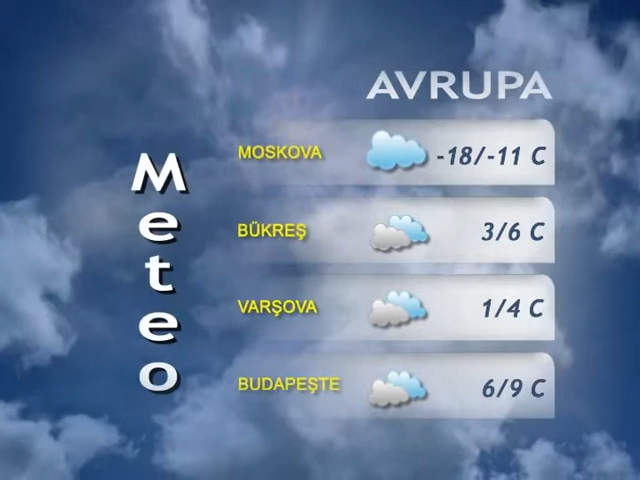 Meteo
AVRUPA
MOSKOVA -18/-11 C
BÜKREŞ 3/6 C
VARŞOVA 1/4 C
BUDAPEŞTE 6/9 C